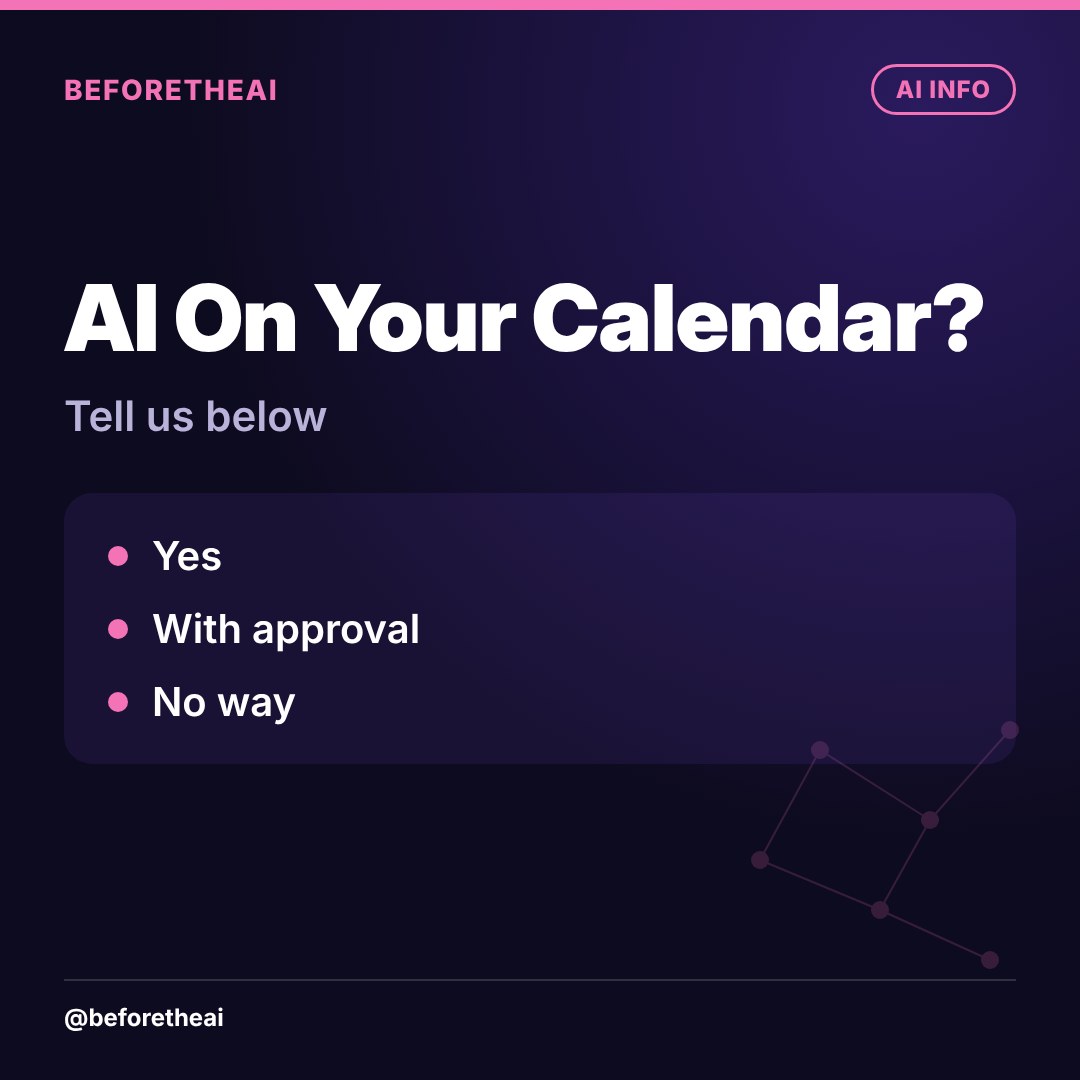 BEFORETHEAI
AI INFO
AI On Your Calendar?
Tell us below
Yes
With approval
No way
@beforetheai